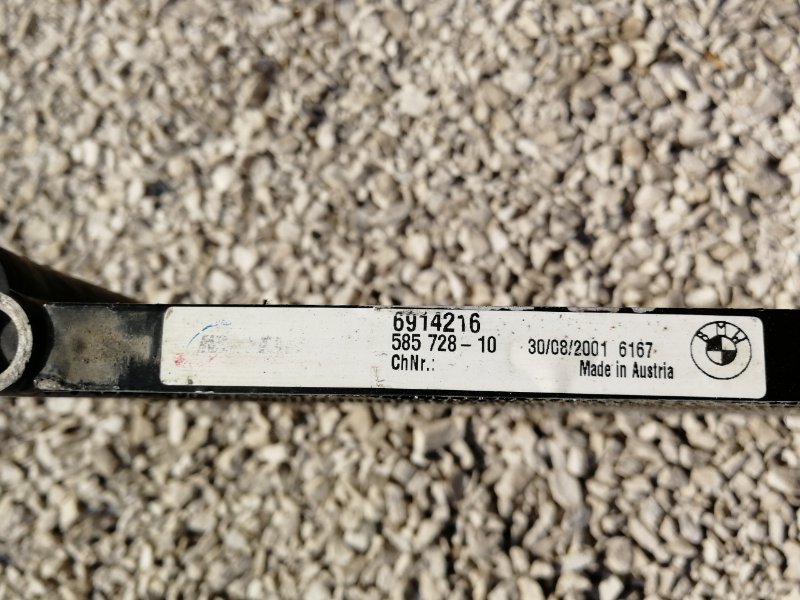 6914216
585 728-10 30/08/2001 6167
ChNr.: Made in Austria
BMW